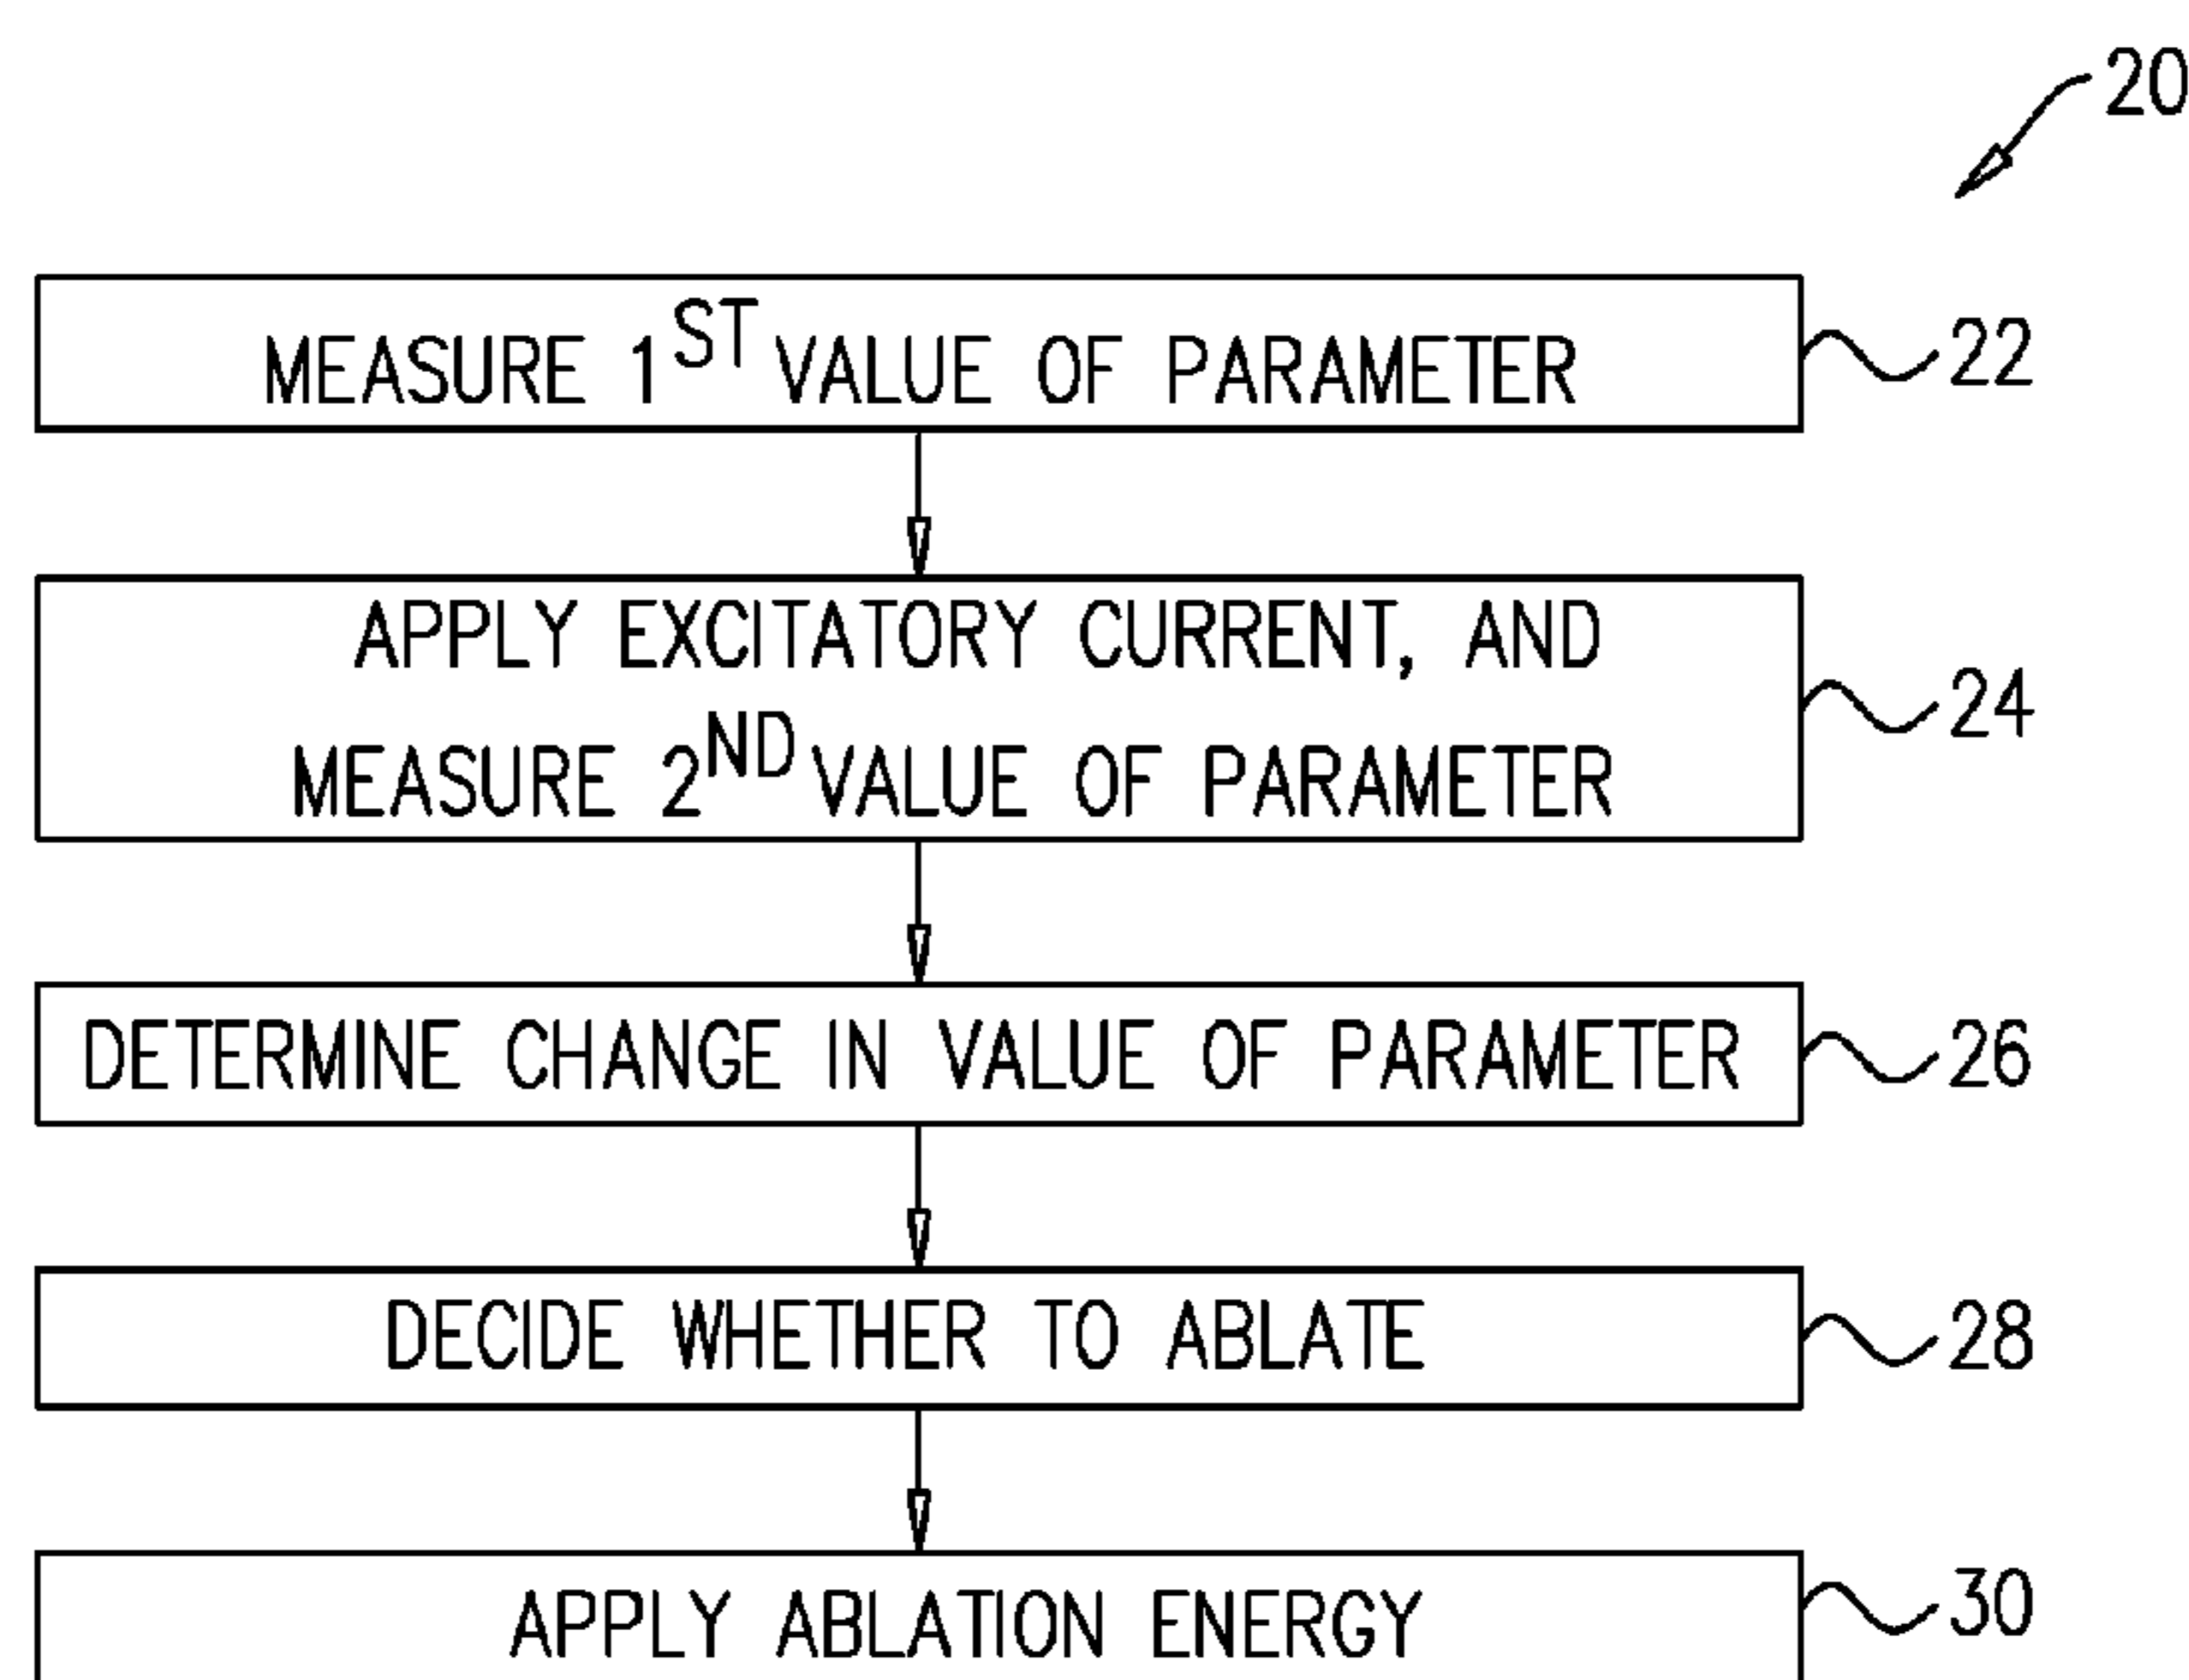 20
MEASURE 1ST VALUE OF PARAMETER
22
APPLY EXCITATORY CURRENT, AND
MEASURE 2ND VALUE OF PARAMETER
24
DETERMINE CHANGE IN VALUE OF PARAMETER
26
DECIDE WHETHER TO ABLATE
28
APPLY ABLATION ENERGY
30